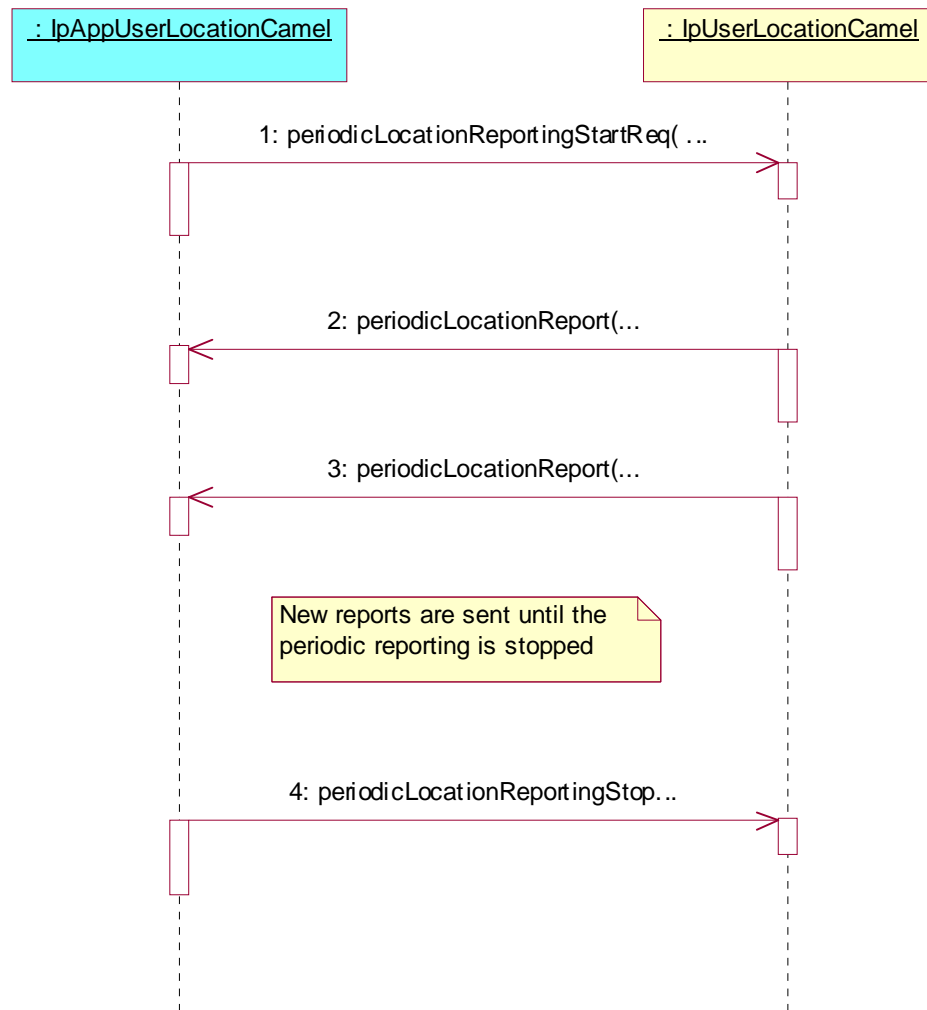 : IpAppUserLocationCamel
: IpUserLocationCamel
1: periodicLocationReportingStartReq( ...
2: periodicLocationReport(...
3: periodicLocationReport(...
New reports are sent until the
periodic reporting is stopped
4: periodicLocationReportingStop...